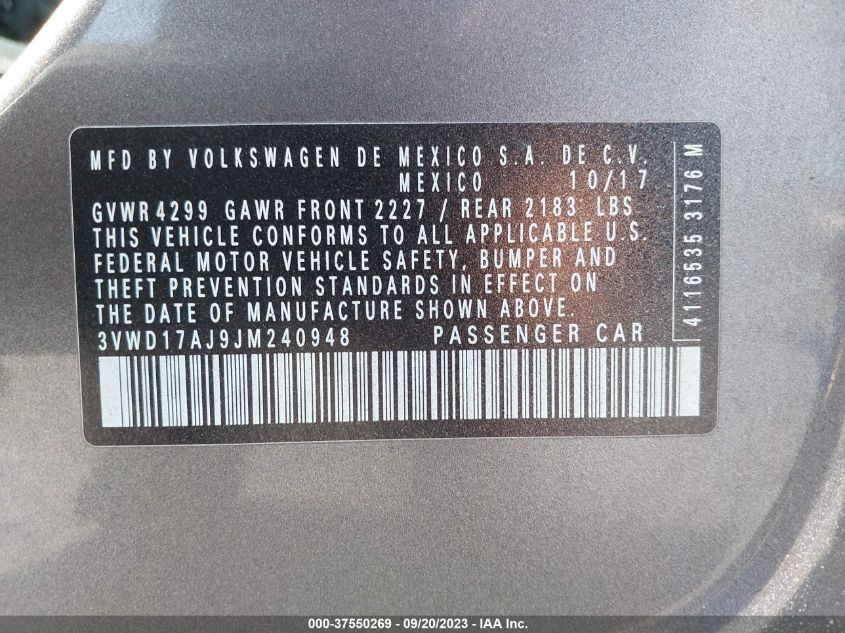 MFD BY VOLKSWAGEN DE MEXICO S.A. DE C.V.
MEXICO 10/17
GVWR 4299 GAWR FRONT 2227 / REAR 2183 LBS
THIS VEHICLE CONFORMS TO ALL APPLICABLE U.S.
FEDERAL MOTOR VEHICLE SAFETY, BUMPER AND
THEFT PREVENTION STANDARDS IN EFFECT ON
THE DATE OF MANUFACTURE SHOWN ABOVE.
3VWD17AJ9JM240948 PASSENGER CAR
4116535 3176 M
000-37550269 - 09/20/2023 - IAA, Inc.